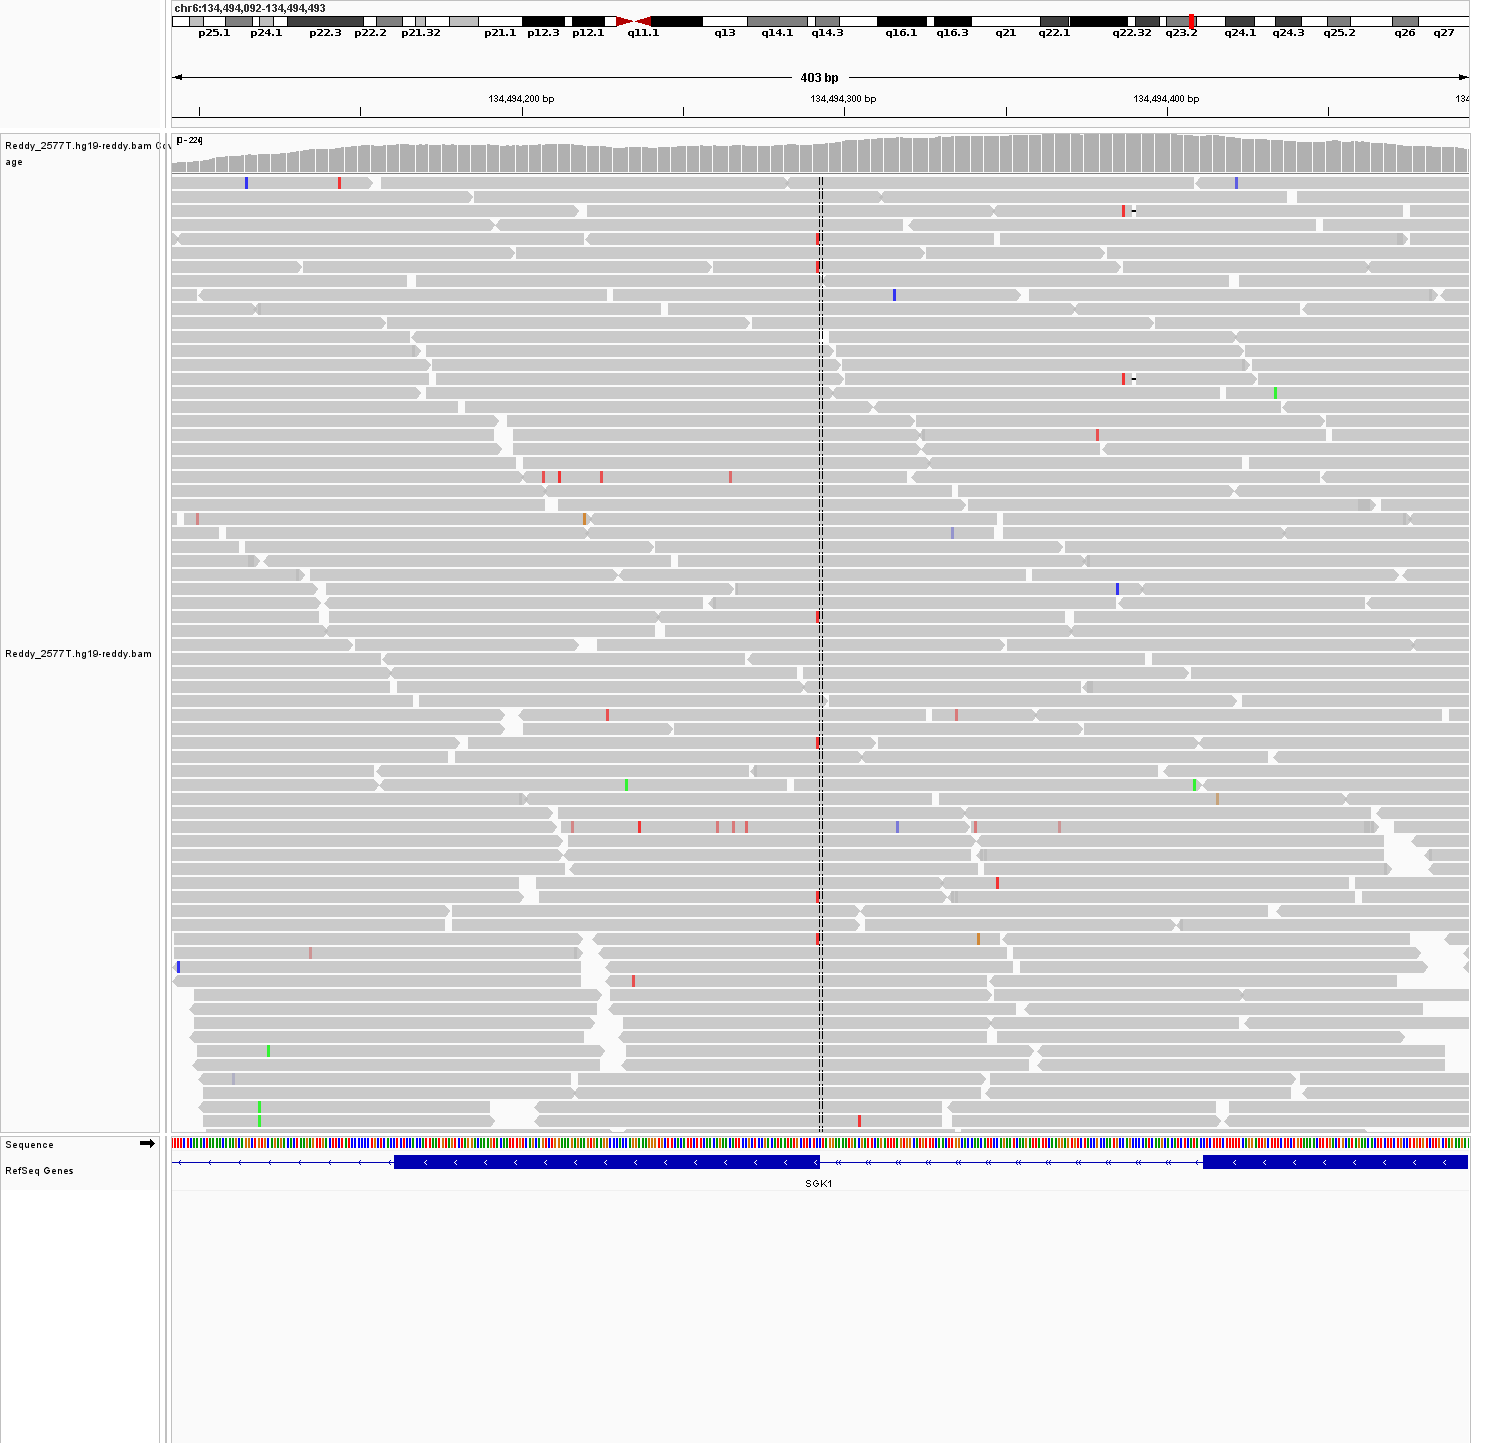 chr6:134,494,092-134,494,493
p25.1 p24.1 p22.3 p22.2 p21.32 p21.1 p12.3 p12.1 q11.1 q13 q14.1 q14.3 q16.1 q16.3 q21 q22.1 q22.32 q23.2 q24.1 q24.3 q25.2 q26 q27
403 bp
134,494,200 bp 134,494,300 bp 134,494,400 bp 134
Reddy_2577T.hg19-reddy.bam Cov
age
[0 - 224]
Reddy_2577T.hg19-reddy.bam
Sequence
RefSeq Genes
SGK1